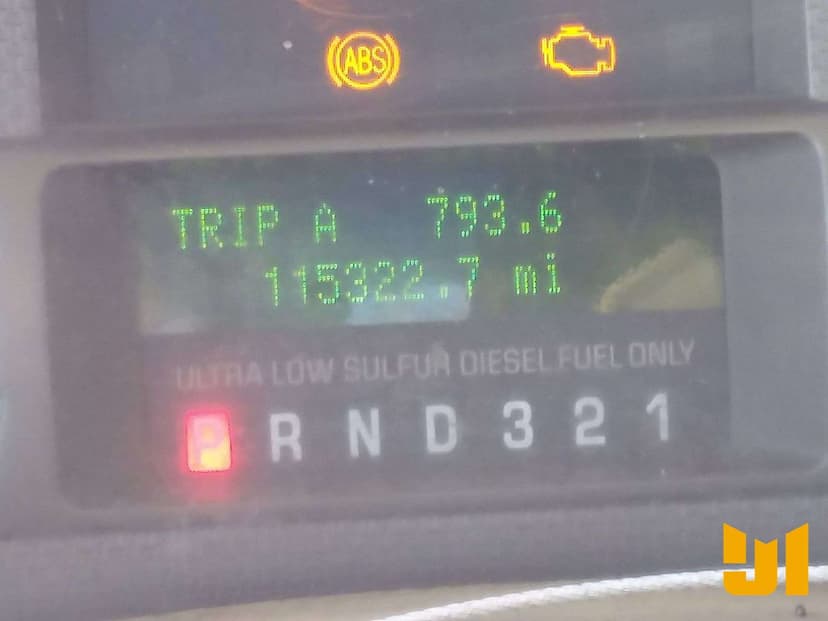 ABS
TRIP A 793.6
115322.7 mi
ULTRA LOW SULFUR DIESEL FUEL ONLY
P R N D 3 2 1